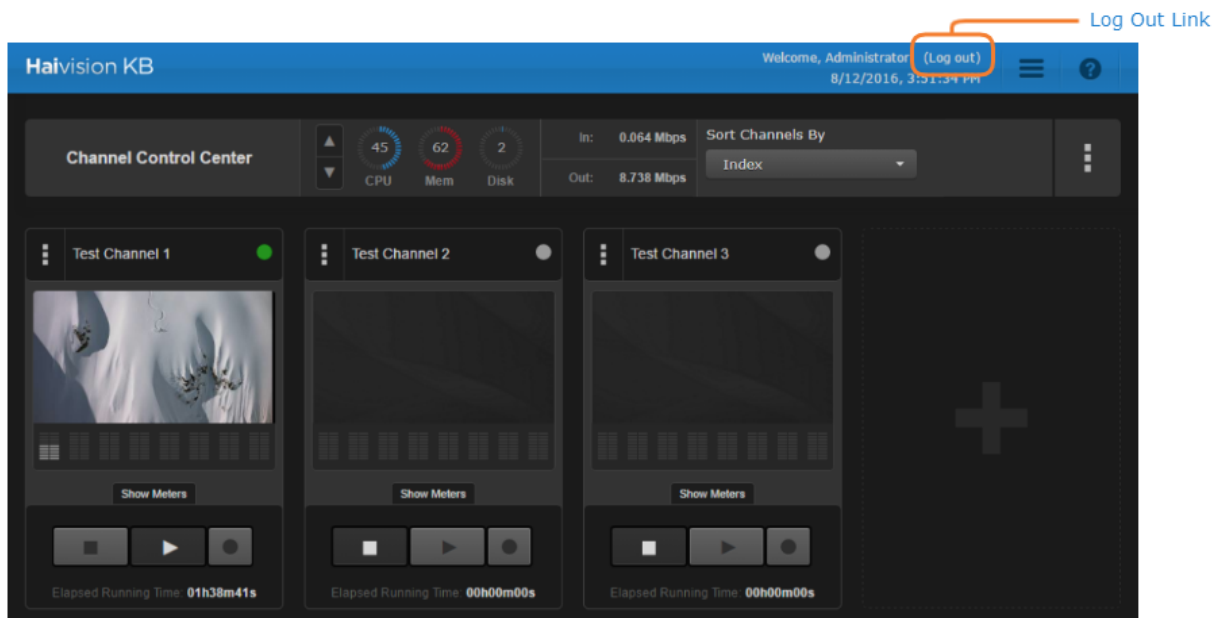 Log Out Link
Haivision KB
Welcome, Administrator (Log out)
8/12/2016, 3:51:34 PM
Channel Control Center
45
CPU
62
Mem
2
Disk
In: 0.064 Mbps
Out: 8.738 Mbps
Sort Channels By
Index
Test Channel 1
Test Channel 2
Test Channel 3
Show Meters
Show Meters
Show Meters
Elapsed Running Time: 01h38m41s
Elapsed Running Time: 00h00m00s
Elapsed Running Time: 00h00m00s